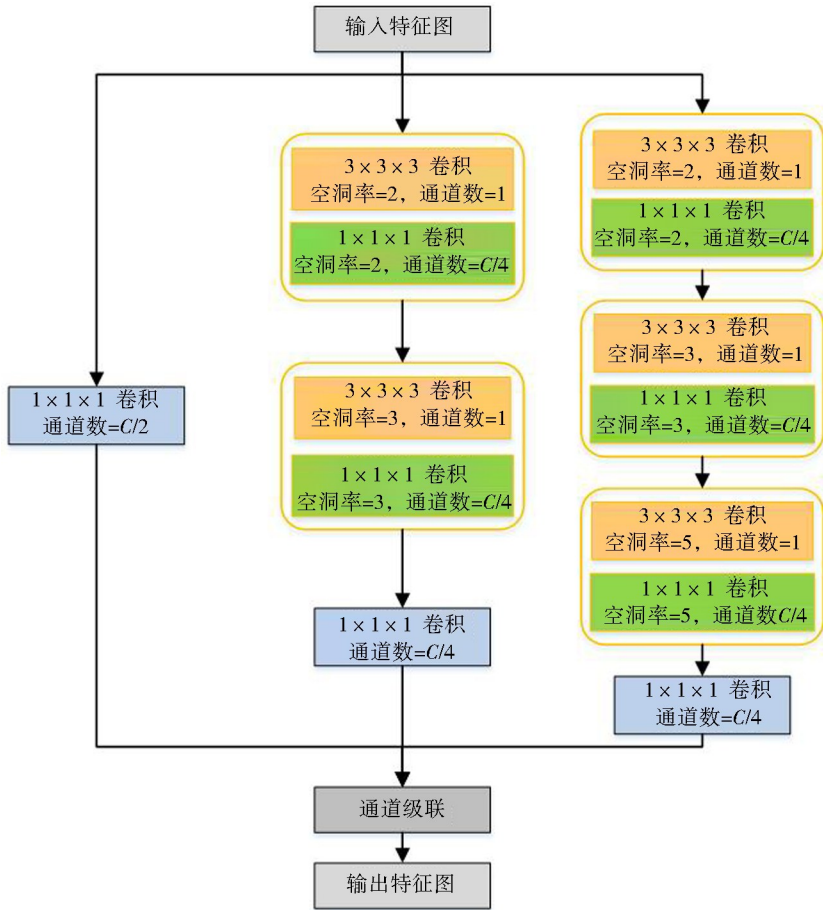 输入特征图
1×1×1 卷积
通道数=C/2
3×3×3 卷积
空洞率=2，通道数=1
1×1×1 卷积
空洞率=2，通道数=C/4
3×3×3 卷积
空洞率=3，通道数=1
1×1×1 卷积
空洞率=3，通道数=C/4
1×1×1 卷积
通道数=C/4
3×3×3 卷积
空洞率=2，通道数=1
1×1×1 卷积
空洞率=2，通道数=C/4
3×3×3 卷积
空洞率=3，通道数=1
1×1×1 卷积
空洞率=3，通道数=C/4
3×3×3 卷积
空洞率=5，通道数=1
1×1×1 卷积
空洞率=5，通道数C/4
1×1×1 卷积
通道数=C/4
通道级联
输出特征图